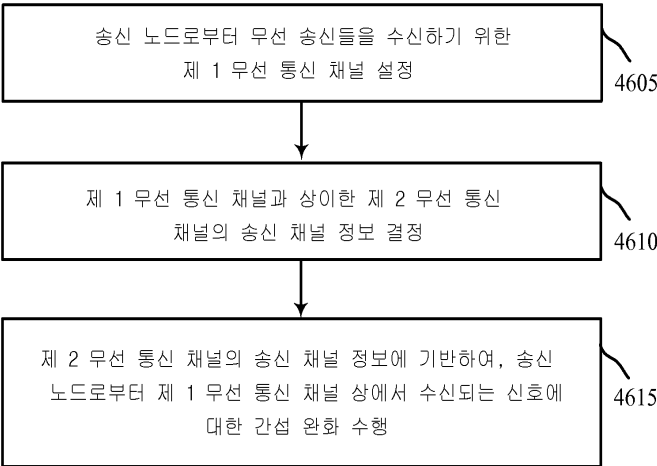 송신 노드로부터 무선 송신들을 수신하기 위한
제 1 무선 통신 채널 설정
4605
제 1 무선 통신 채널과 상이한 제 2 무선 통신
채널의 송신 채널 정보 결정
4610
제 2 무선 통신 채널의 송신 채널 정보에 기반하여, 송신
노드로부터 제 1 무선 통신 채널 상에서 수신되는 신호에
대한 간섭 완화 수행
4615